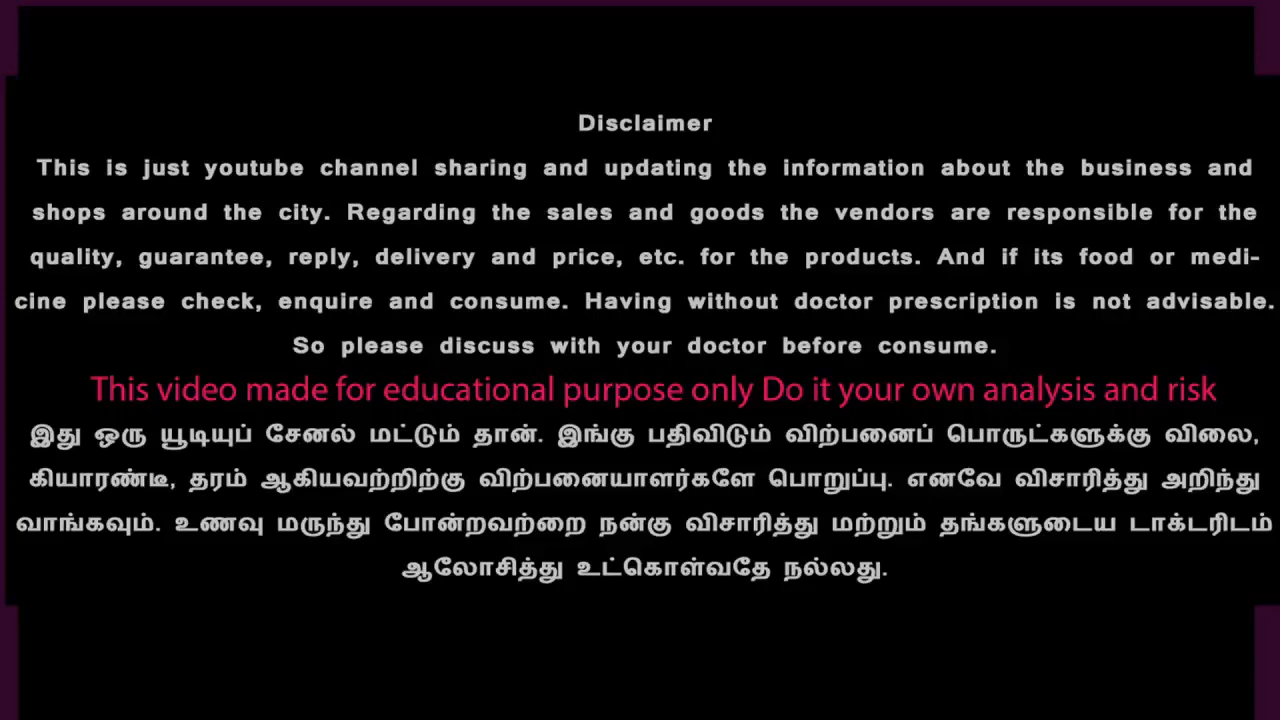 Disclaimer
This is just youtube channel sharing and updating the information about the business and
shops around the city. Regarding the sales and goods the vendors are responsible for the
quality, guarantee, reply, delivery and price, etc. for the products. And if its food or medi-
cine please check, enquire and consume. Having without doctor prescription is not advisable.
So please discuss with your doctor before consume.
This video made for educational purpose only Do it your own analysis and risk
இது ஒரு யூடியுப் சேனல் மட்டும் தான். இங்கு பதிவிடும் விற்பனைப் பொருட்களுக்கு விலை,
கியாரண்டீ, தரம் ஆகியவற்றிற்கு விற்பனையாளர்களே பொறுப்பு. எனவே விசாரித்து அறிந்து
வாங்கவும். உணவு மருந்து போன்றவற்றை நன்கு விசாரித்து மற்றும் தங்களுடைய டாக்டரிடம்
ஆலோசித்து உட்கொள்வதே நல்லது.